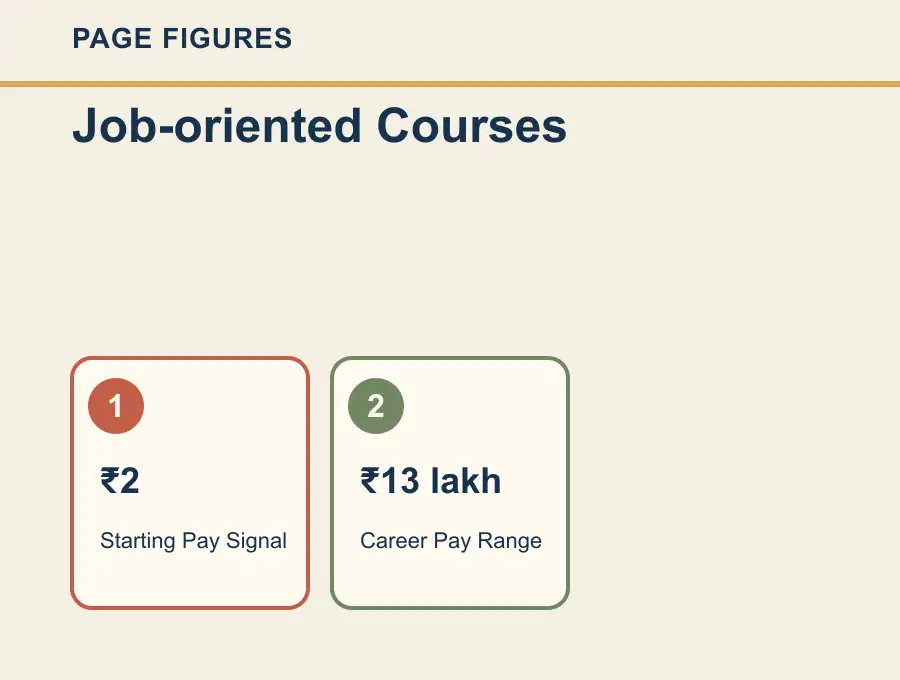 PAGE FIGURES
Job-oriented Courses
1
₹2
Starting Pay Signal
2
₹13 lakh
Career Pay Range